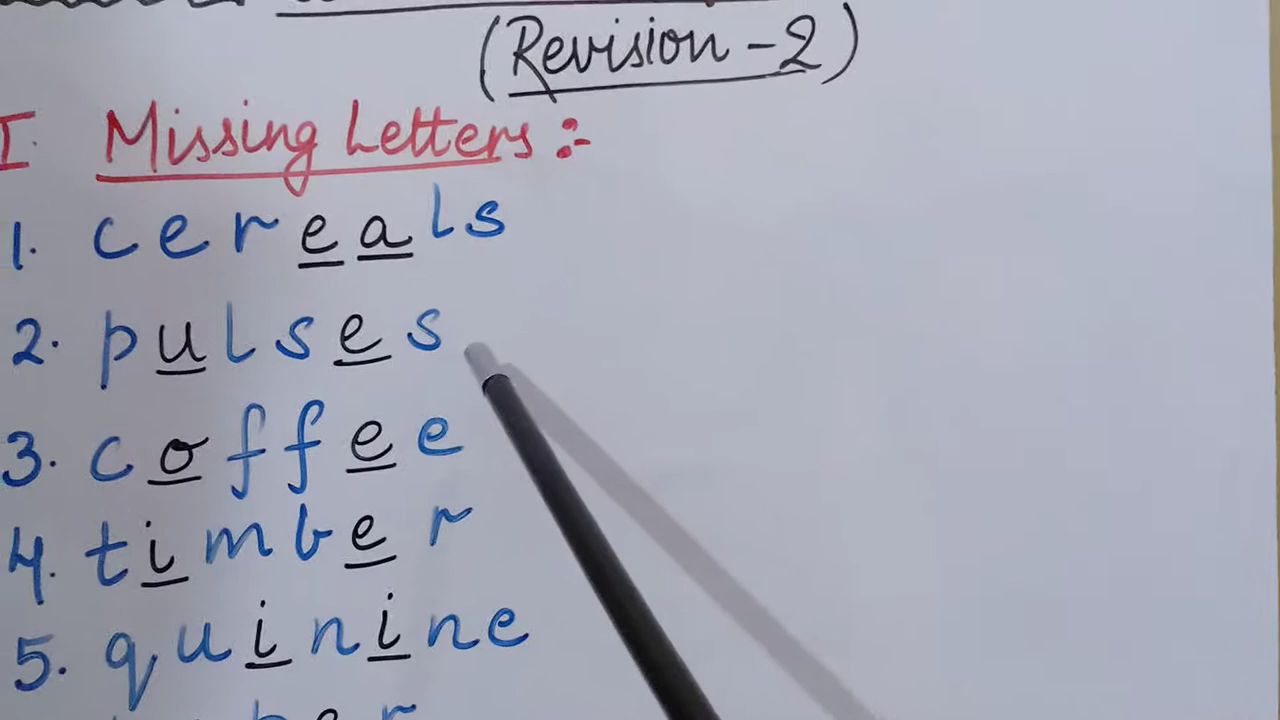 (Revision-2)
I. Missing Letters :-
1. cereals
2. pulses
3. coffee
4. timber
5. quinine